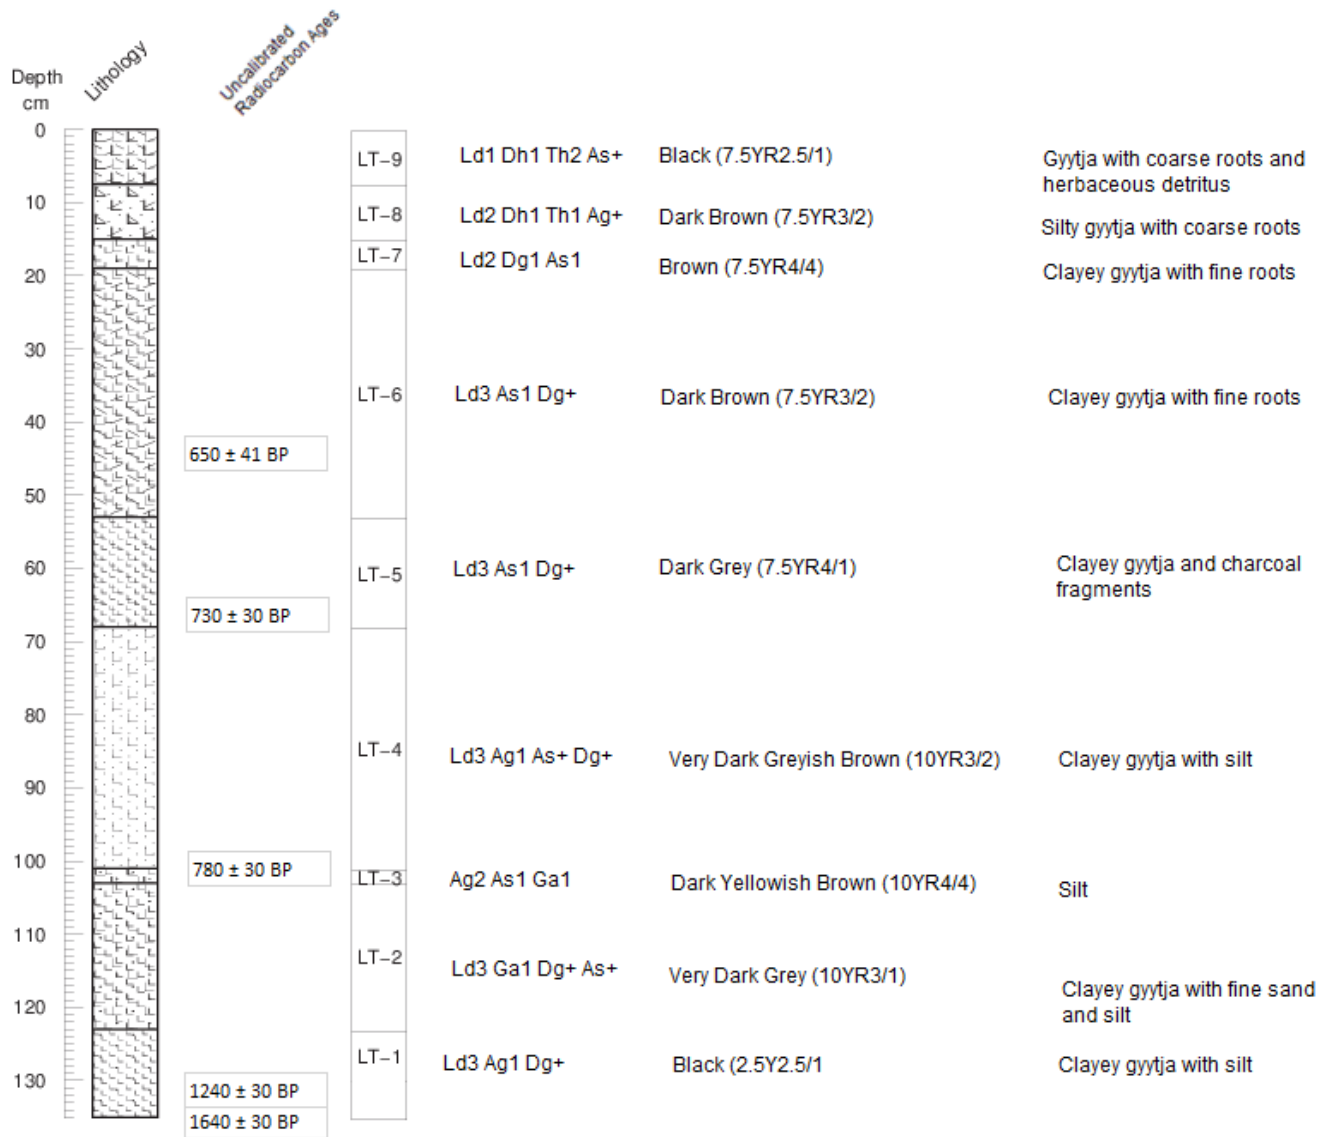 Depth
cm
Lithology
Uncalibrated
Radiocarbon Ages
0
LT-9
Ld1 Dh1 Th2 As+
Black (7.5YR2.5/1)
Gyytja with coarse roots and
herbaceous detritus
10
LT-8
Ld2 Dh1 Th1 Ag+
Dark Brown (7.5YR3/2)
Silty gyytja with coarse roots
LT-7
Ld2 Dg1 As1
Brown (7.5YR4/4)
Clayey gyytja with fine roots
20
30
LT-6
Ld3 As1 Dg+
Dark Brown (7.5YR3/2)
Clayey gyytja with fine roots
40
650 ± 41 BP
50
LT-5
Ld3 As1 Dg+
Dark Grey (7.5YR4/1)
Clayey gyytja and charcoal
fragments
60
730 ± 30 BP
70
80
LT-4
Ld3 Ag1 As+ Dg+
Very Dark Greyish Brown (10YR3/2)
Clayey gyytja with silt
90
100
780 ± 30 BP
LT-3
Ag2 As1 Ga1
Dark Yellowish Brown (10YR4/4)
Silt
110
LT-2
Ld3 Ga1 Dg+ As+
Very Dark Grey (10YR3/1)
Clayey gyytja with fine sand
and silt
120
LT-1
Ld3 Ag1 Dg+
Black (2.5Y2.5/1
Clayey gyytja with silt
130
1240 ± 30 BP
1640 ± 30 BP